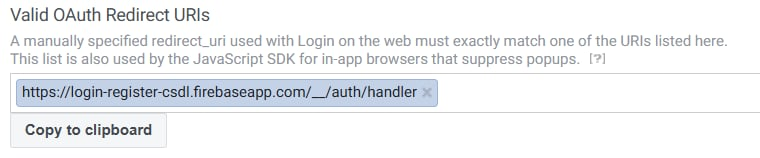 Valid OAuth Redirect URIs
A manually specified redirect_uri used with Login on the web must exactly match one of the URIs listed here.
This list is also used by the JavaScript SDK for in-app browsers that suppress popups. [?]
https://login-register-csdl.firebaseapp.com/__/auth/handler ×
Copy to clipboard